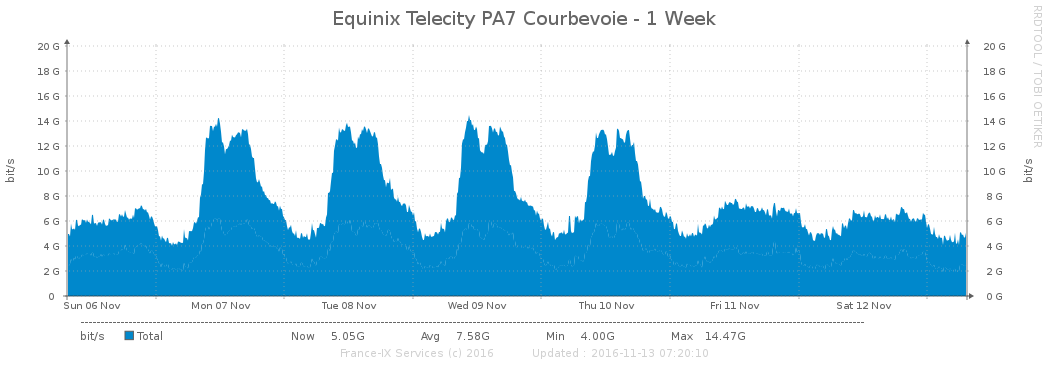 Equinix Telecity PA7 Courbevoie - 1 Week
RRDTOOL / TOBI OETIKER
bit/s
20 G
18 G
16 G
14 G
12 G
10 G
8 G
6 G
4 G
2 G
0
20 G
18 G
16 G
14 G
12 G
10 G
8 G
6 G
4 G
2 G
0 G
bit/s
Sun 06 Nov Mon 07 Nov Tue 08 Nov Wed 09 Nov Thu 10 Nov Fri 11 Nov Sat 12 Nov
bit/s Total Now 5.05G Avg 7.58G Min 4.00G Max 14.47G
France-IX Services (c) 2016 Updated : 2016-11-13 07:20:10